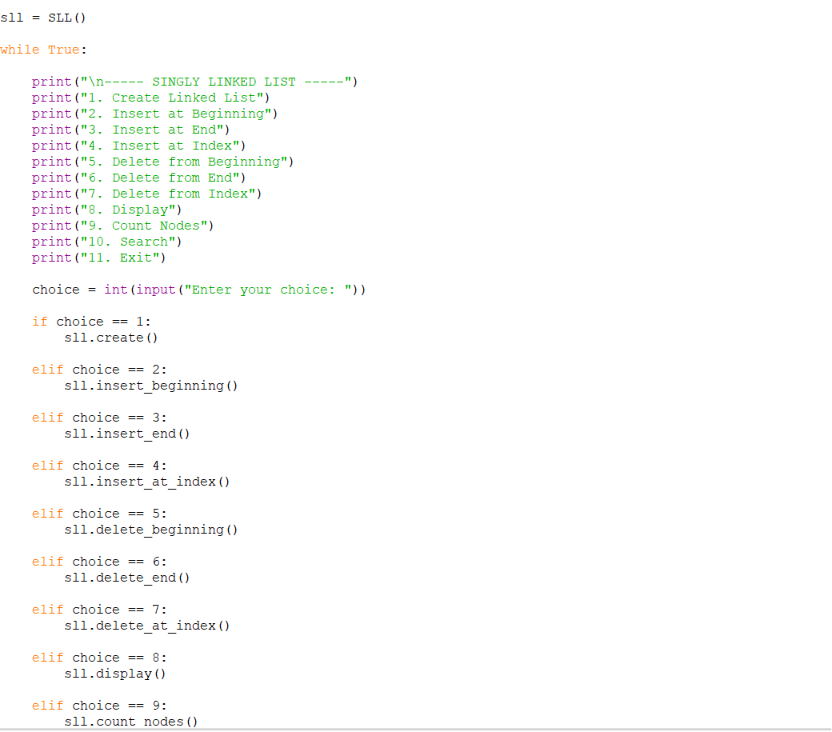 sll = SLL()
while True:
    print("\n----- SINGLY LINKED LIST -----")
    print("1. Create Linked List")
    print("2. Insert at Beginning")
    print("3. Insert at End")
    print("4. Insert at Index")
    print("5. Delete from Beginning")
    print("6. Delete from End")
    print("7. Delete from Index")
    print("8. Display")
    print("9. Count Nodes")
    print("10. Search")
    print("11. Exit")
    choice = int(input("Enter your choice: "))
    if choice == 1:
        sll.create()
    elif choice == 2:
        sll.insert_beginning()
    elif choice == 3:
        sll.insert_end()
    elif choice == 4:
        sll.insert_at_index()
    elif choice == 5:
        sll.delete_beginning()
    elif choice == 6:
        sll.delete_end()
    elif choice == 7:
        sll.delete_at_index()
    elif choice == 8:
        sll.display()
    elif choice == 9:
        sll.count_nodes()